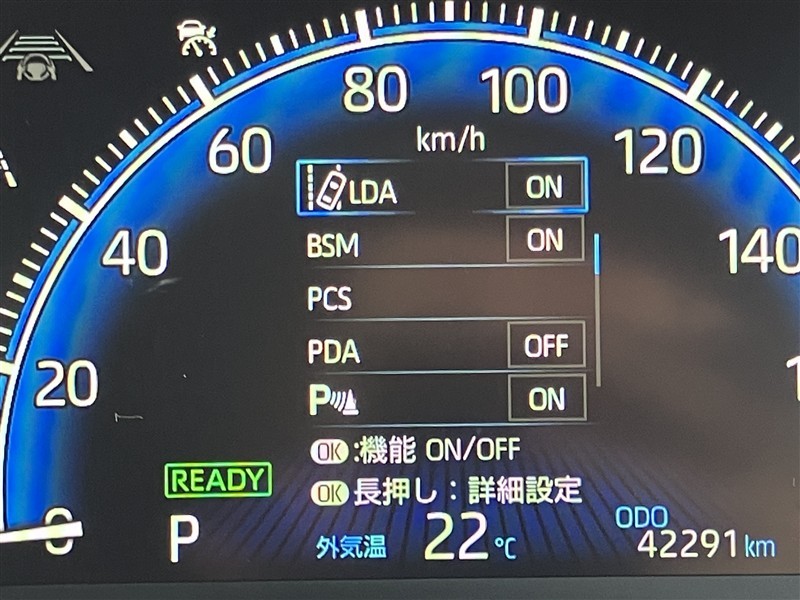 80 100
km/h
60 120
LDA ON
40 BSM ON 140
PCS
20 PDA OFF
P ON
OK:機能 ON/OFF
READY
OK長押し：詳細設定
0 P 外気温 22℃ ODO
42291km